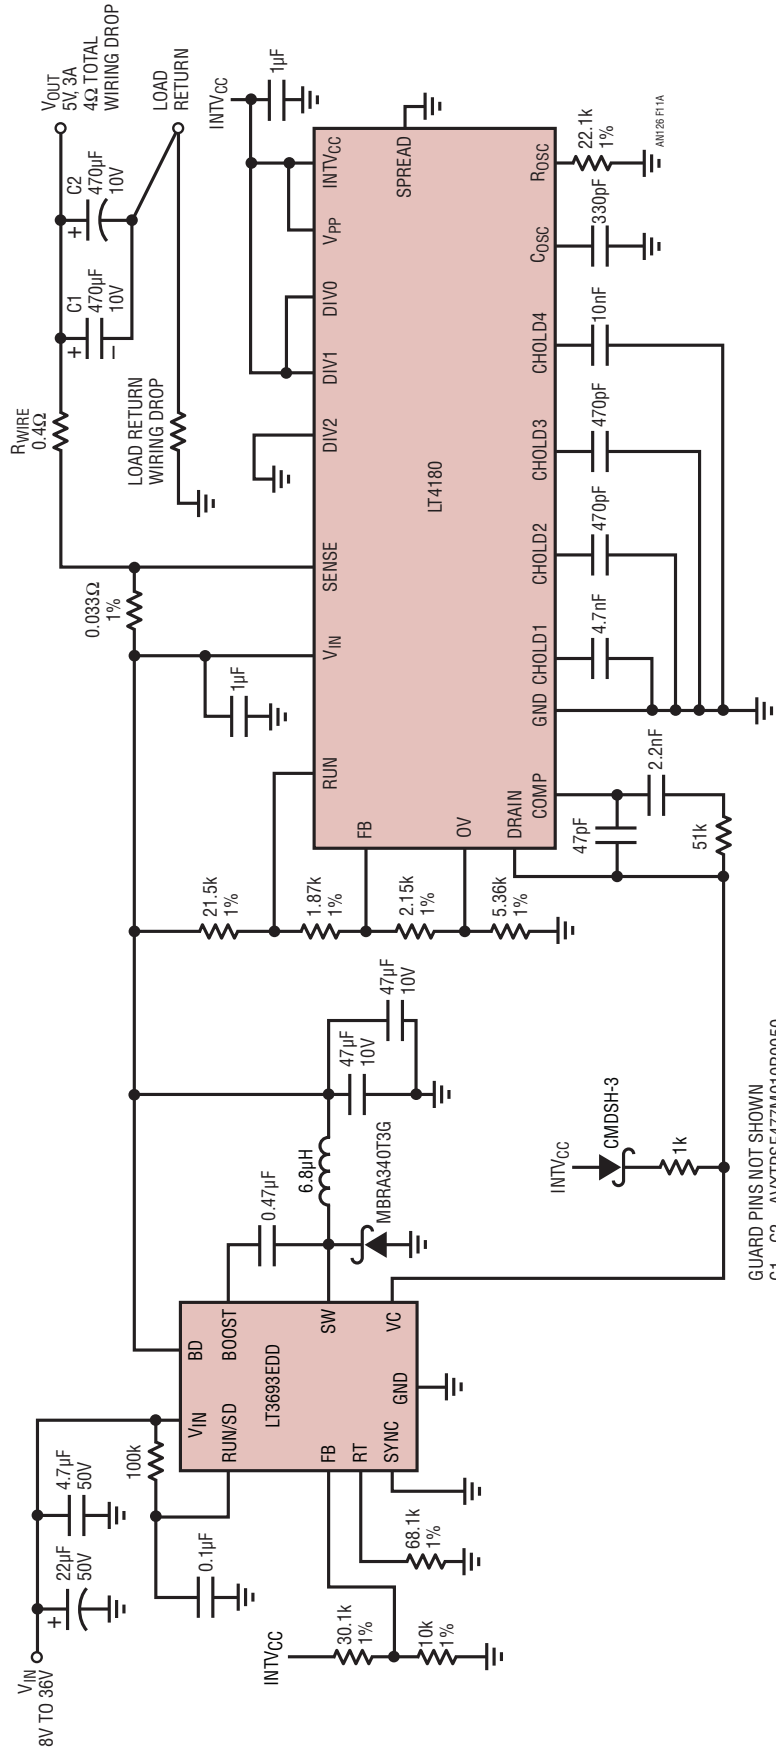 VIN
8V TO 36V
22µF
50V
+
4.7µF
50V
100k
0.1µF
VIN
BD
RUN/SD
BOOST
LT3693EDD
FB
SW
RT
SYNC
GND
VC
INTVCC
30.1k
1%
10k
1%
68.1k
1%
0.47µF
6.8µH
MBRA340T3G
47µF
10V
47µF
10V
INTVCC
CMDSH-3
1k
21.5k
1%
1.87k
1%
2.15k
1%
5.36k
1%
1µF
0.033Ω
1%
RWIRE
0.4Ω
LOAD RETURN
WIRING DROP
+
C1
470µF
10V
–
+
C2
470µF
10V
VOUT
5V, 3A
4Ω TOTAL
WIRING DROP
LOAD
RETURN
INTVCC
1µF
RUN
VIN
SENSE
DIV2
DIV1
DIV0
VPP
INTVCC
FB
OV
DRAIN
LT4180
SPREAD
COMP
GND
CHOLD1
CHOLD2
CHOLD3
CHOLD4
COSC
ROSC
47pF
2.2nF
51k
4.7nF
470pF
470pF
10nF
330pF
22.1k
1%
AN126 F11A
GUARD PINS NOT SHOWN